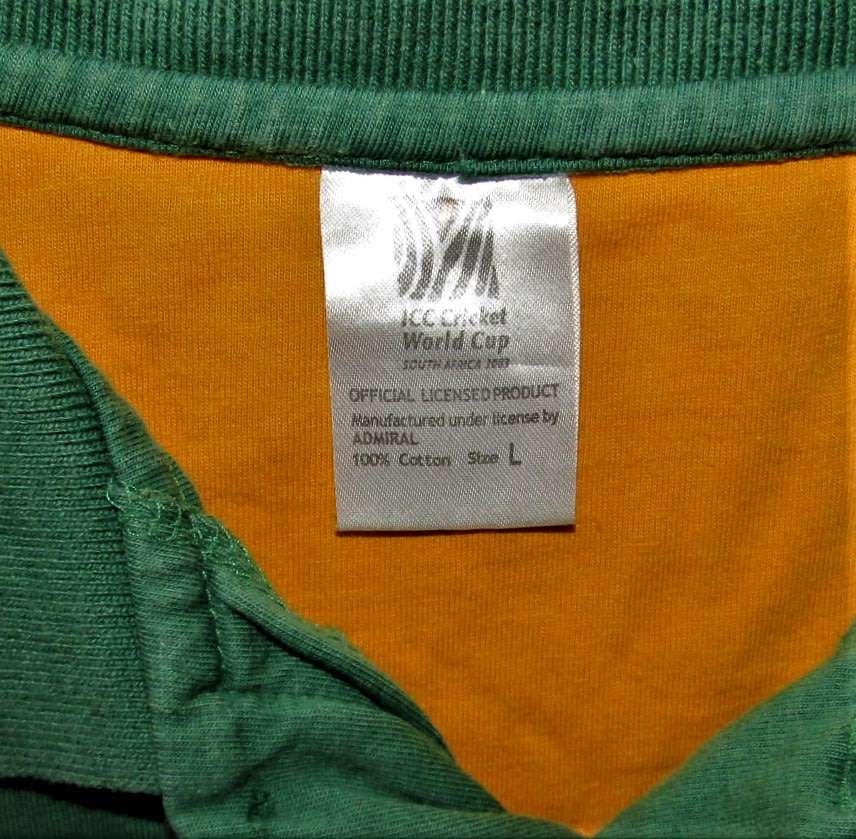 ICC Cricket
World Cup
SOUTH AFRICA 2003
OFFICIAL LICENSED PRODUCT
Manufactured under license by
ADMIRAL
100% Cotton Size L